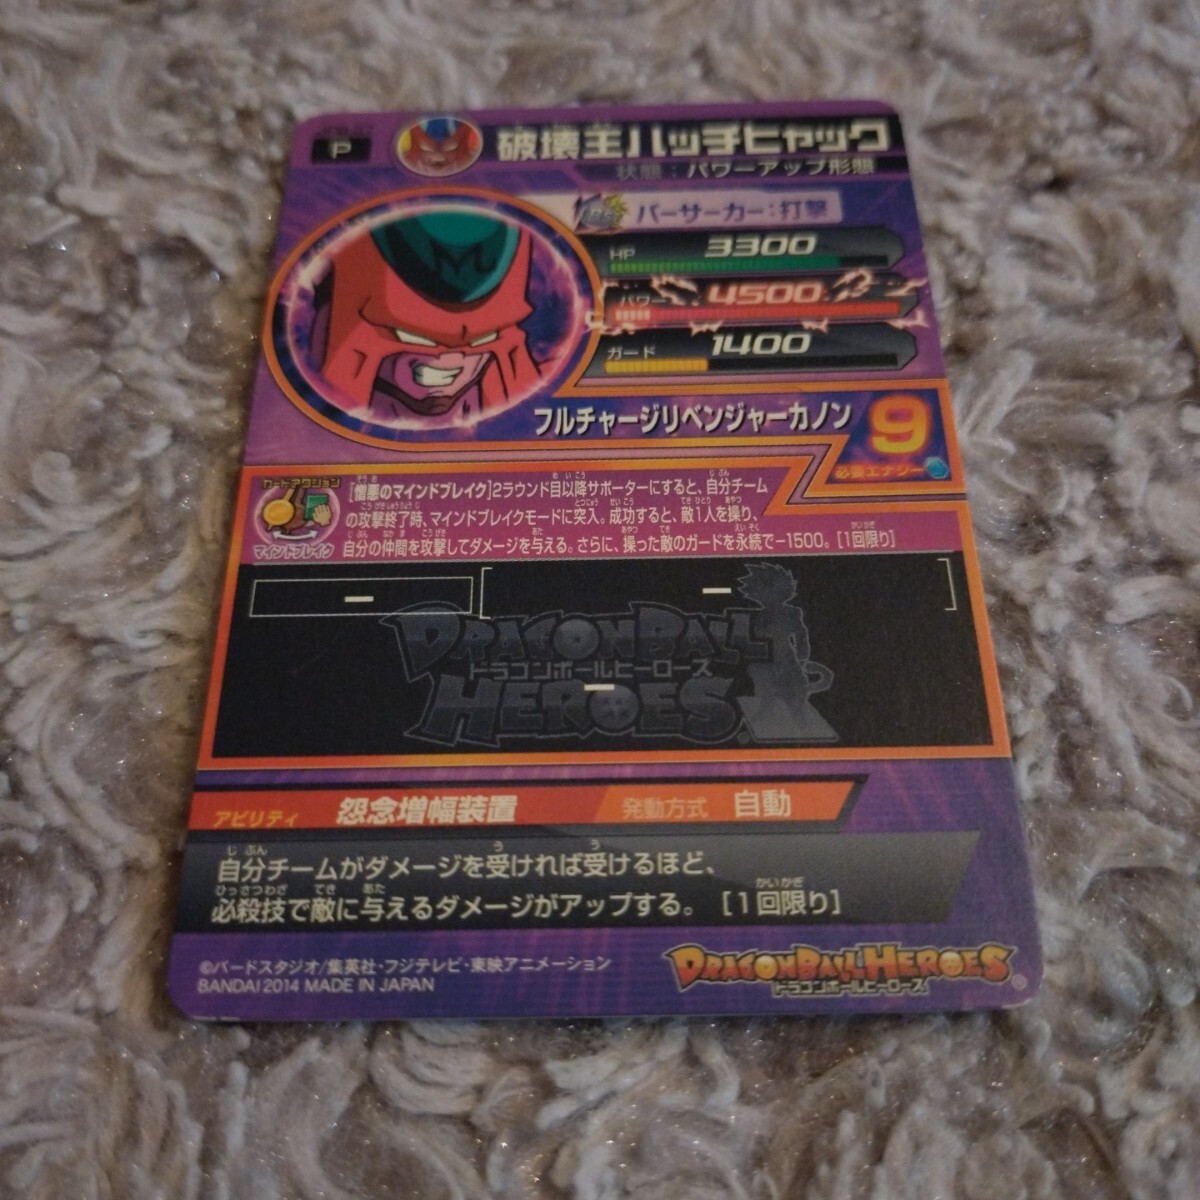 P
破壊王ハッチヒャック
状態：パワーアップ形態
バーサーカー：打撃
HP 3300
パワー 4500
ガード 1400
フルチャージリベンジャーカノン
9
必要エナジー
カードアクション
マインドブレイク
[憎悪のマインドブレイク]2ラウンド目以降サポーターにすると、自分チーム
の攻撃終了時、マインドブレイクモードに突入。成功すると、敵1人を操り、
自分の仲間を攻撃してダメージを与える。さらに、操った敵のガードを永続で−1500。[1回限り]
DRAGON BALL
ドラゴンボールヒーローズ
HEROES
アビリティ 怨念増幅装置 発動方式 自動
自分チームがダメージを受ければ受けるほど、
必殺技で敵に与えるダメージがアップする。[1回限り]
©バードスタジオ/集英社・フジテレビ・東映アニメーション
BANDAI 2014 MADE IN JAPAN
DRAGON BALL HEROES
ドラゴンボールヒーローズ